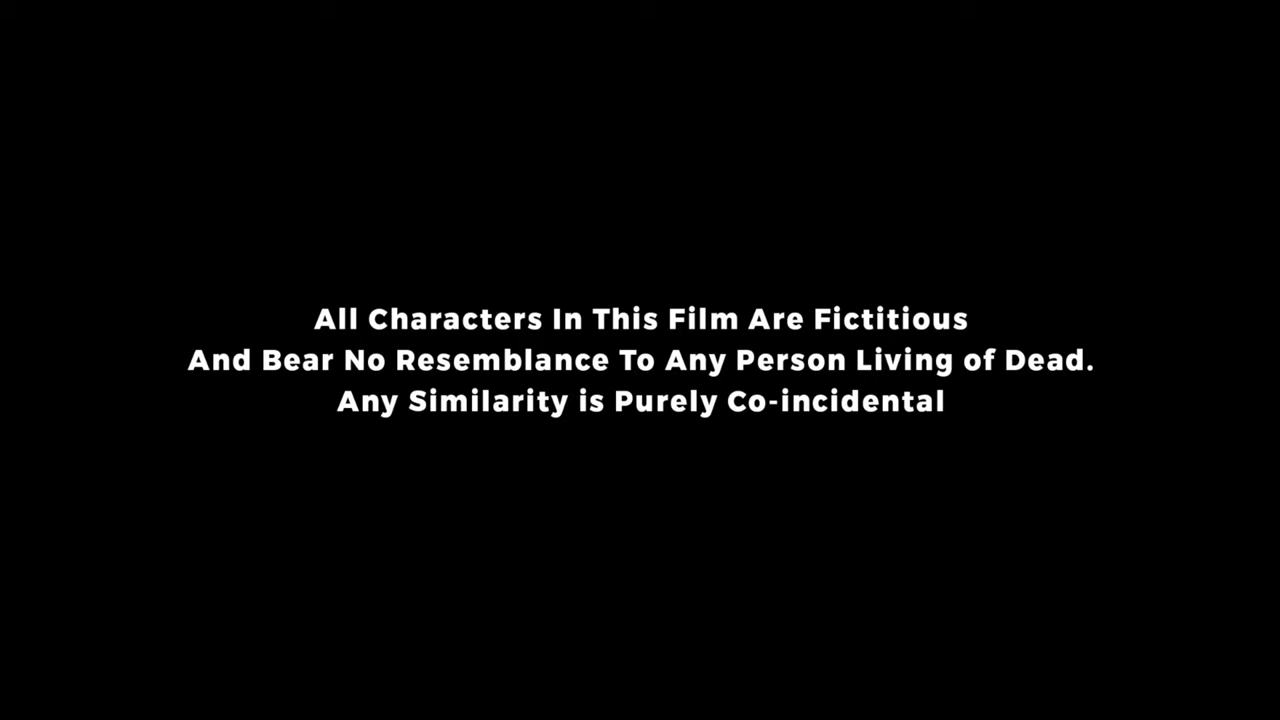 All Characters In This Film Are Fictitious
And Bear No Resemblance To Any Person Living of Dead.
Any Similarity is Purely Co-incidental